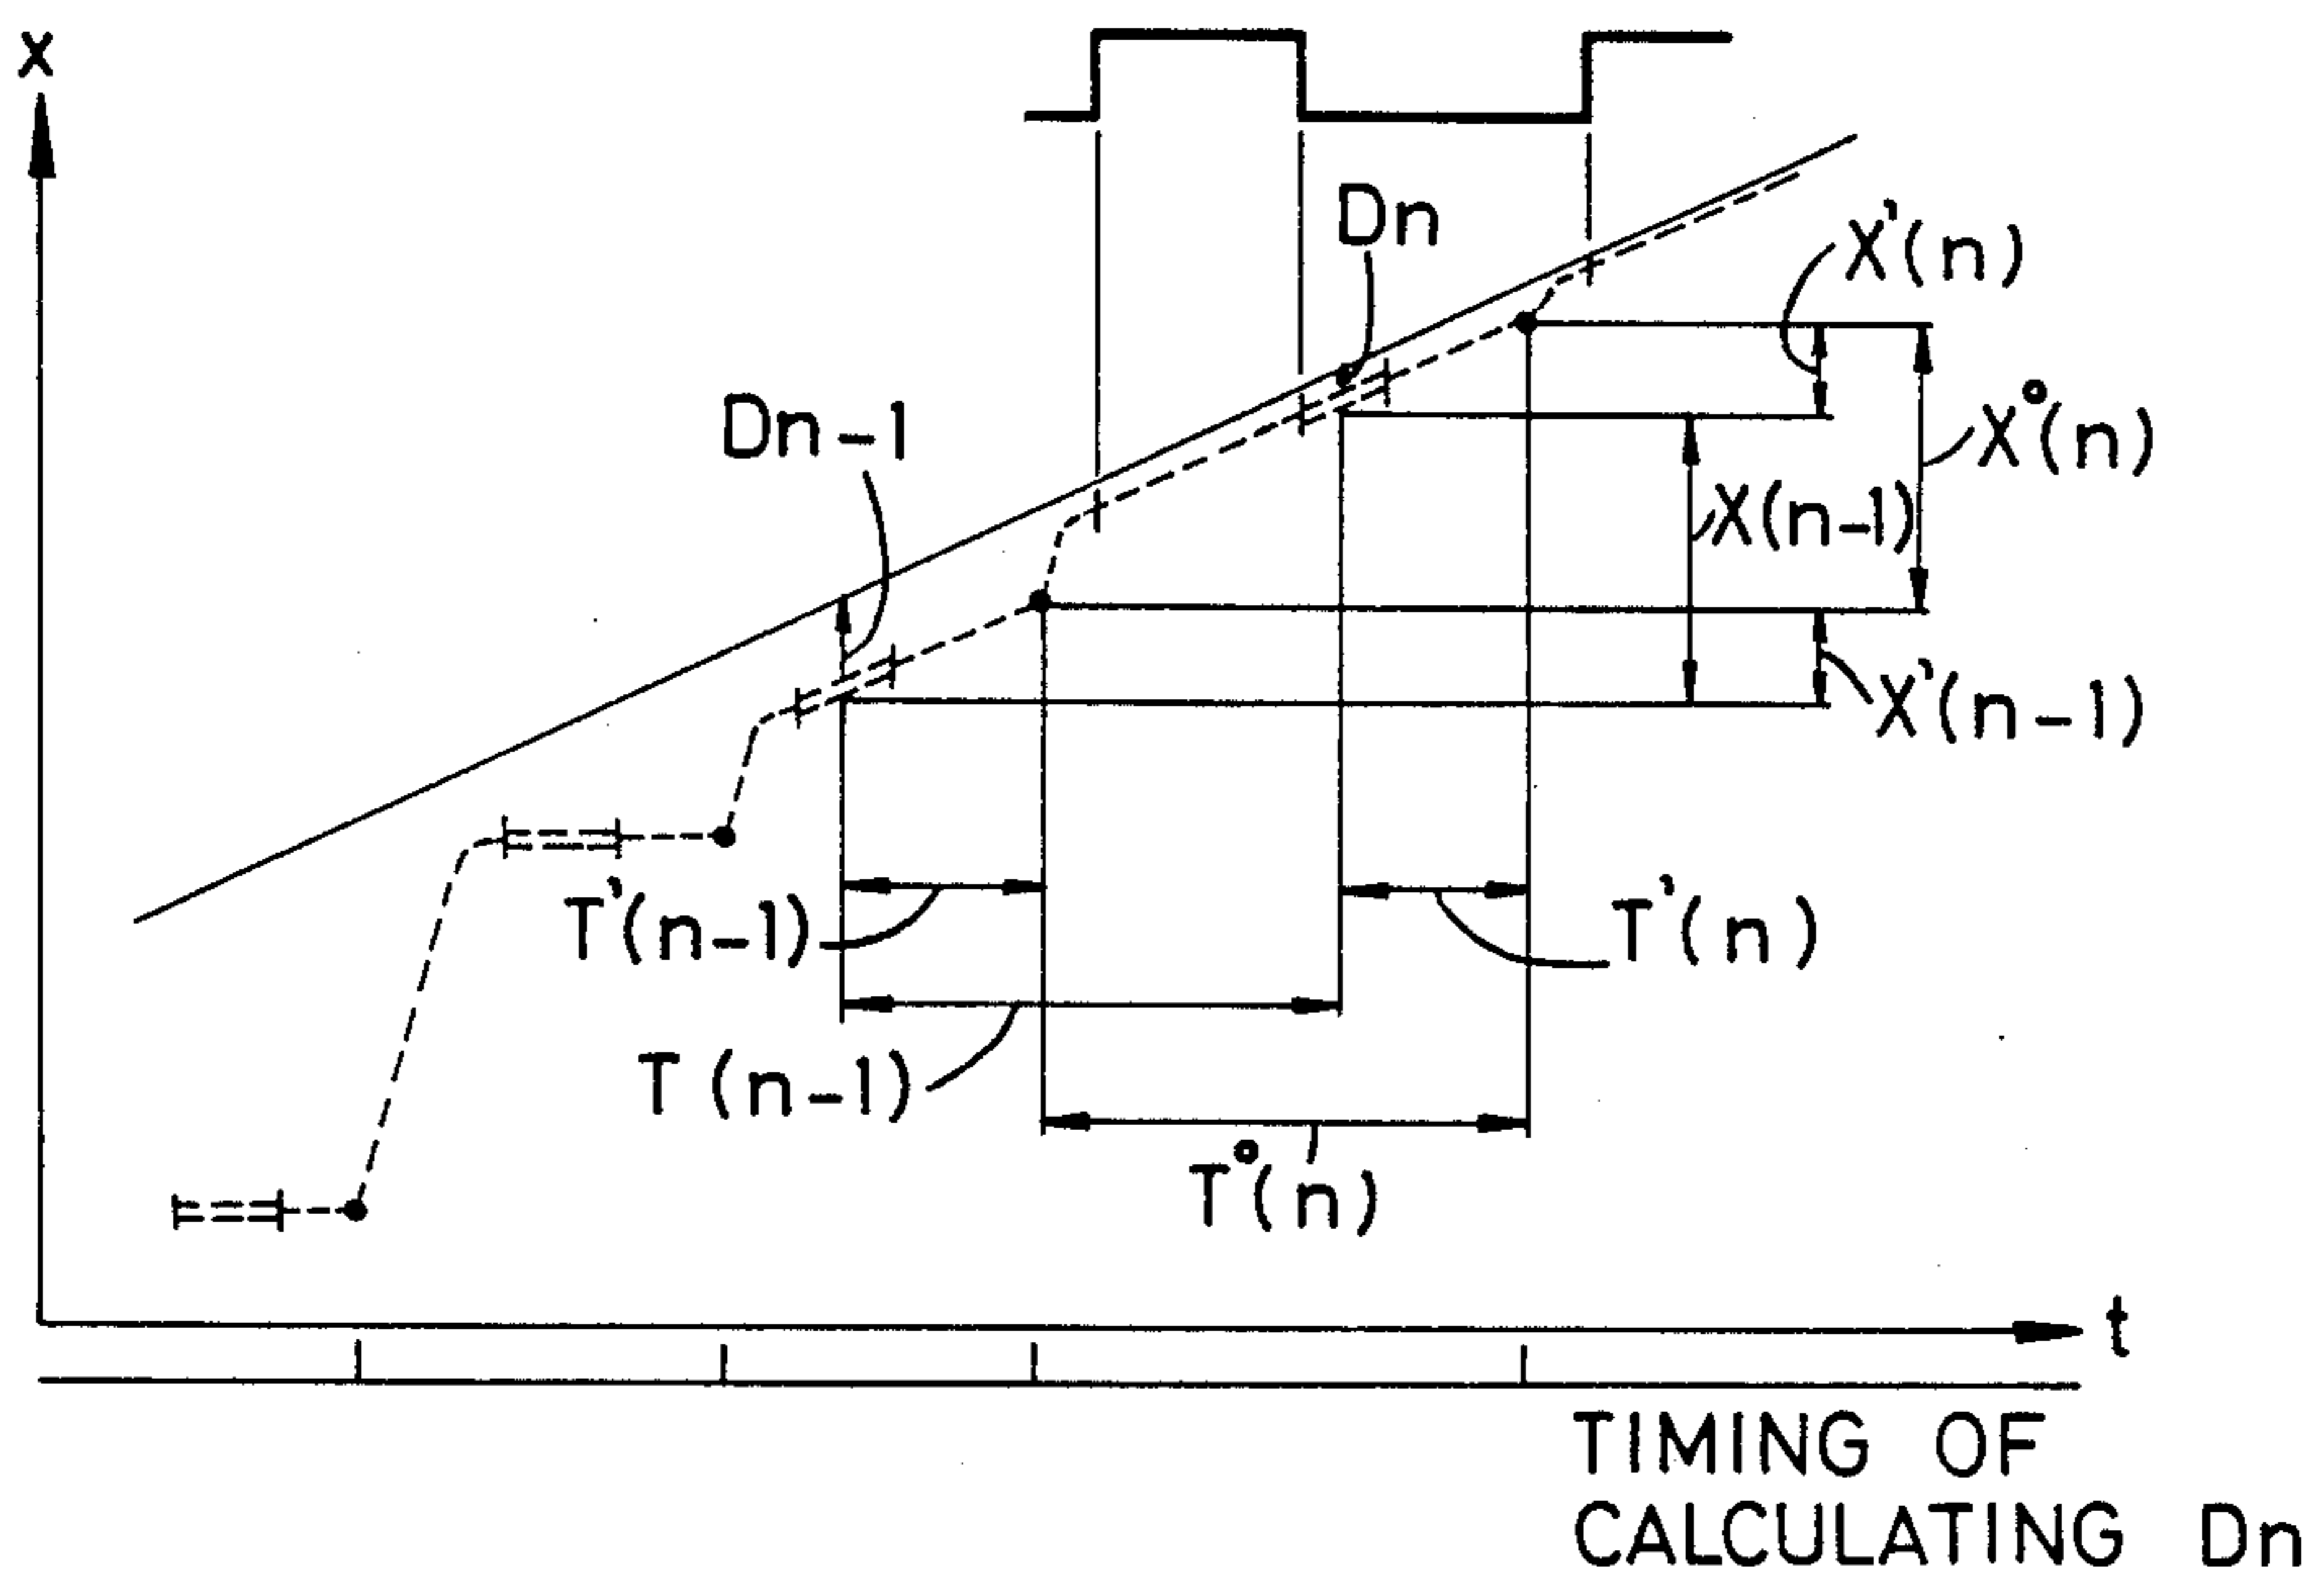 X
Dn
X'(n)
Dn-1
X°(n)
X(n-1)
X'(n-1)
T'(n-1)
T'(n)
T(n-1)
T°(n)
t
TIMING OF
CALCULATING Dn